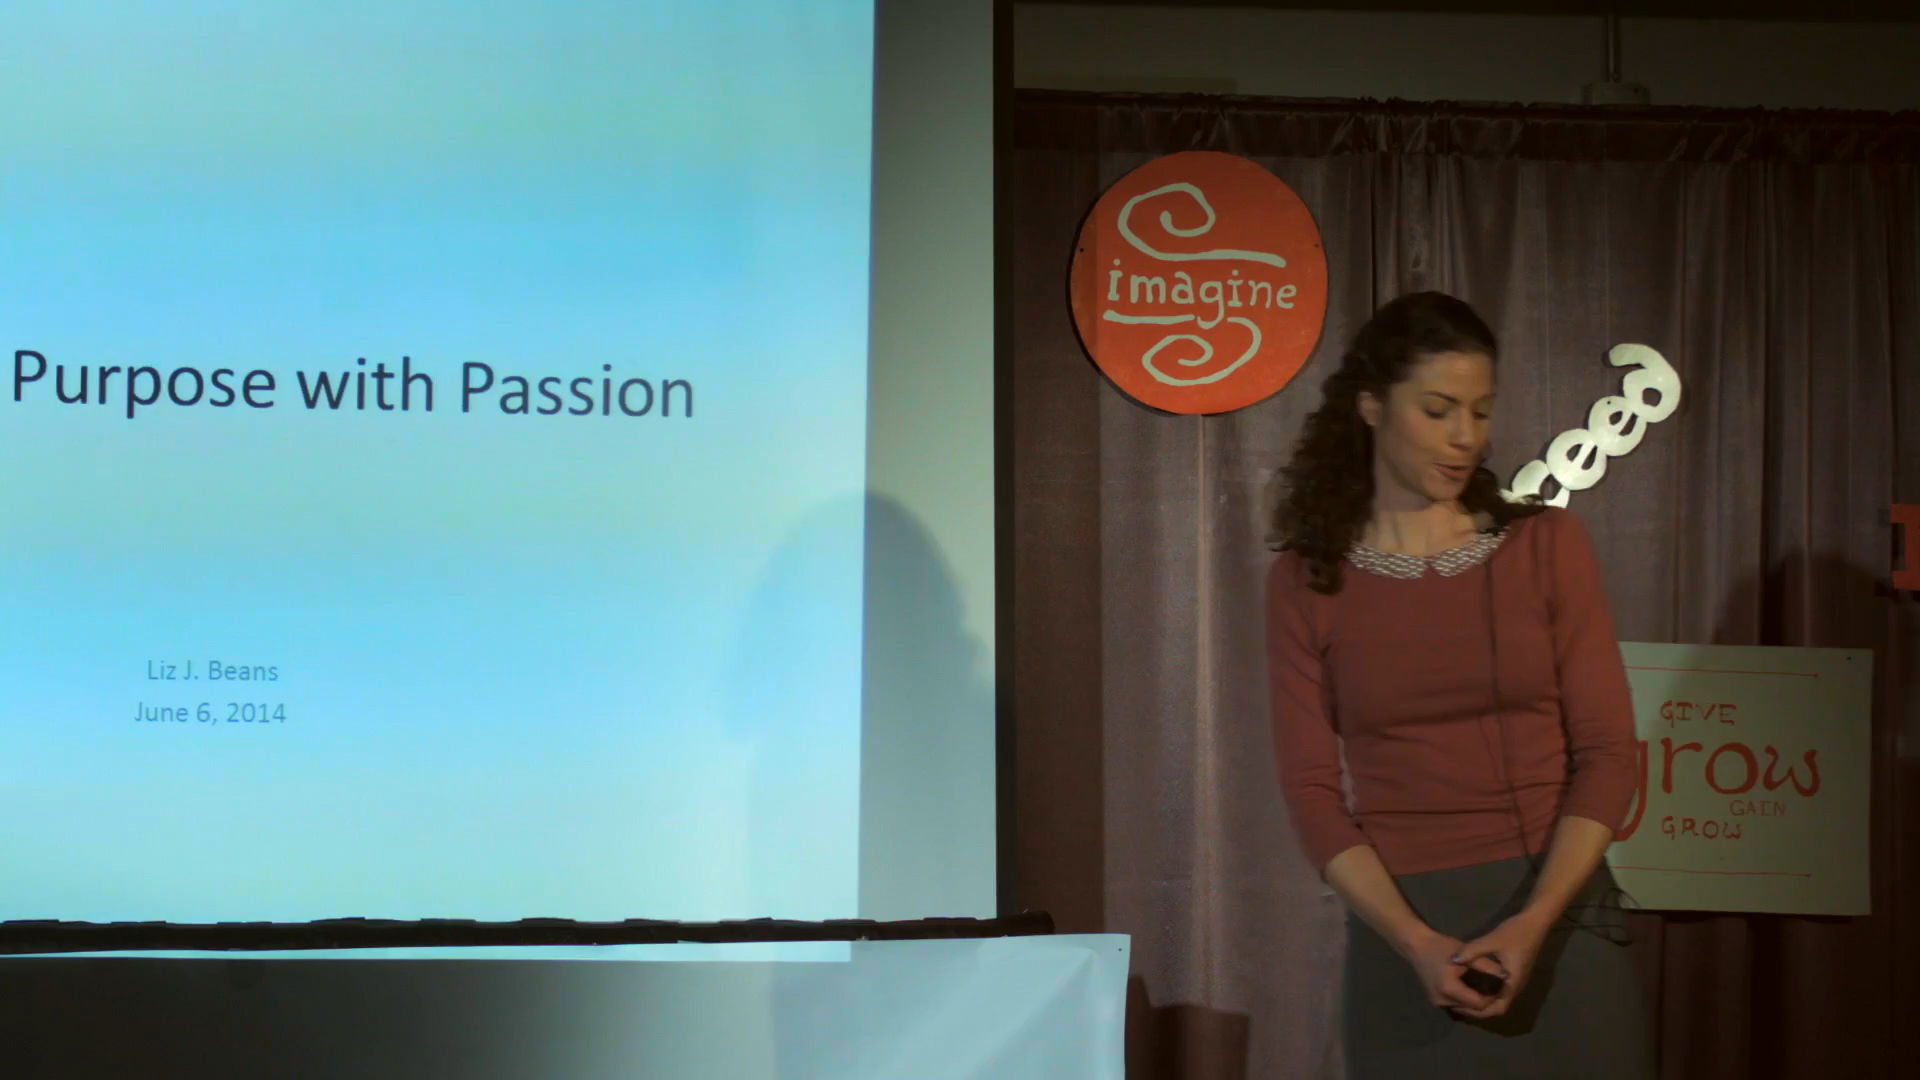 Purpose with Passion
Liz J. Beans
June 6, 2014
imagine
GIVE
grow
GAIN
GROW